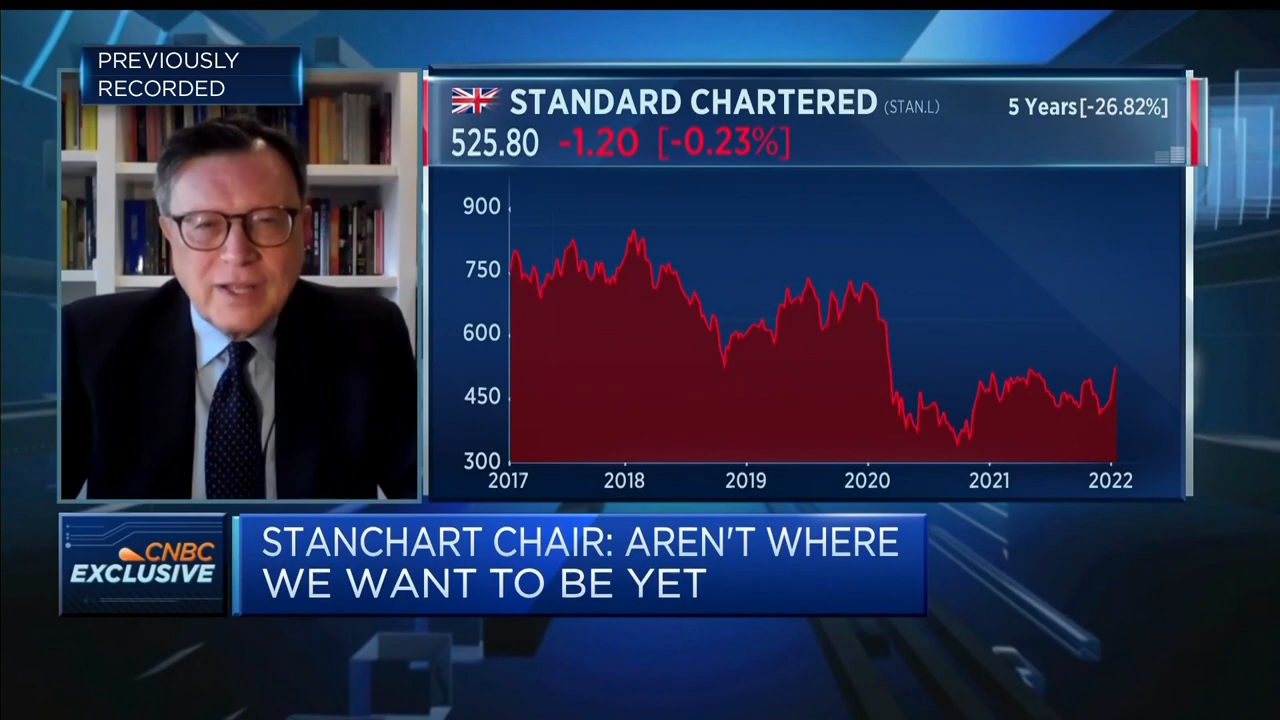 PREVIOUSLY
RECORDED
STANDARD CHARTERED (STAN.L) 5 Years[-26.82%]
525.80 -1.20 [-0.23%]
900
750
600
450
300
2017 2018 2019 2020 2021 2022
CNBC
EXCLUSIVE
STANCHART CHAIR: AREN'T WHERE
WE WANT TO BE YET